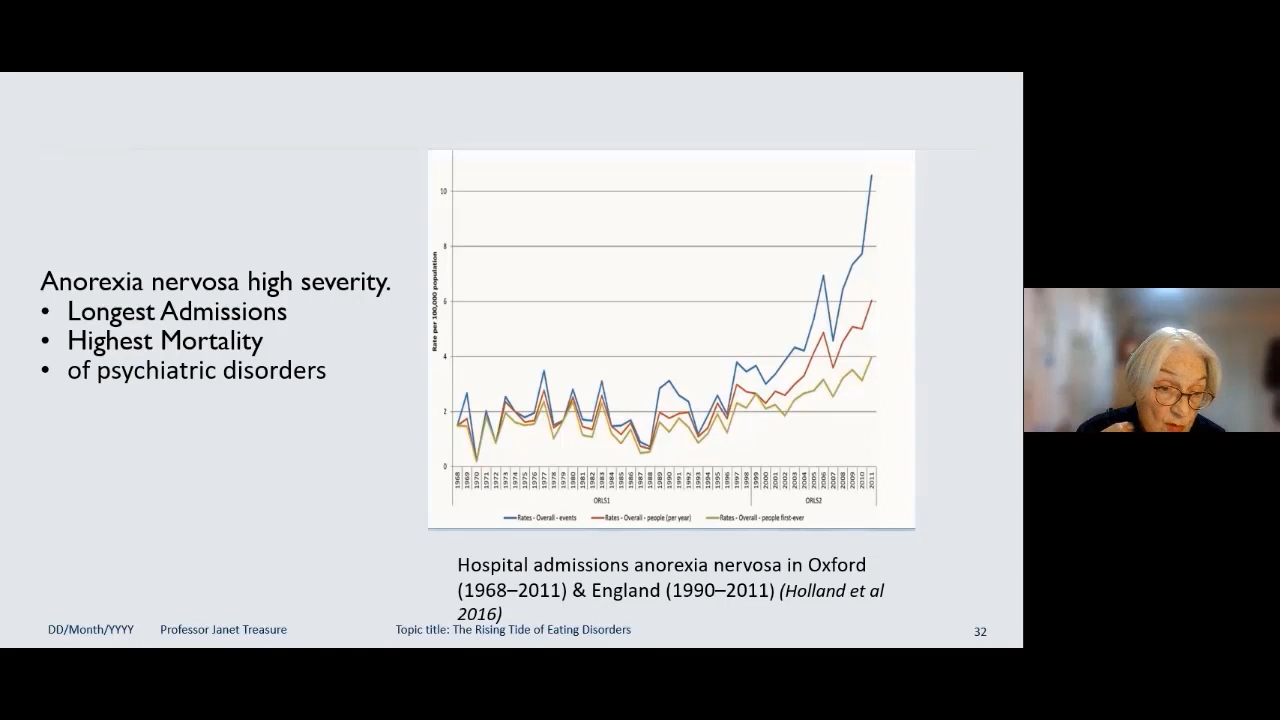 Anorexia nervosa high severity.
• Longest Admissions
• Highest Mortality
• of psychiatric disorders
Rate per 100,000 population
10
8
6
4
2
0
1968 1969 1970 1971 1972 1973 1974 1975 1976 1977 1978 1979 1980 1981 1982 1983 1984 1985 1986 1987 1988 1989 1990 1991 1992 1993 1994 1995 1996 1997 1998 1999 2000 2001 2002 2003 2004 2005 2006 2007 2008 2009 2010 2011
ORLS1 ORLS2
Rates - Overall - events Rates - Overall - people (per year) Rates - Overall - people first-ever
Hospital admissions anorexia nervosa in Oxford
(1968–2011) & England (1990–2011) (Holland et al
2016)
DD/Month/YYYY Professor Janet Treasure Topic title: The Rising Tide of Eating Disorders 32